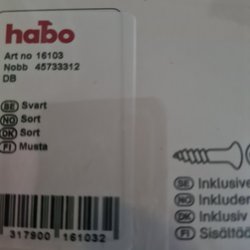 habo
Art no 16103
Nobb 45733312
DB
SE Svart
NO Sort
DK Sort
FI Musta
317900 161032
SE Inklusive
NO Inkluder
DK Inklusiv
FI Sisältää